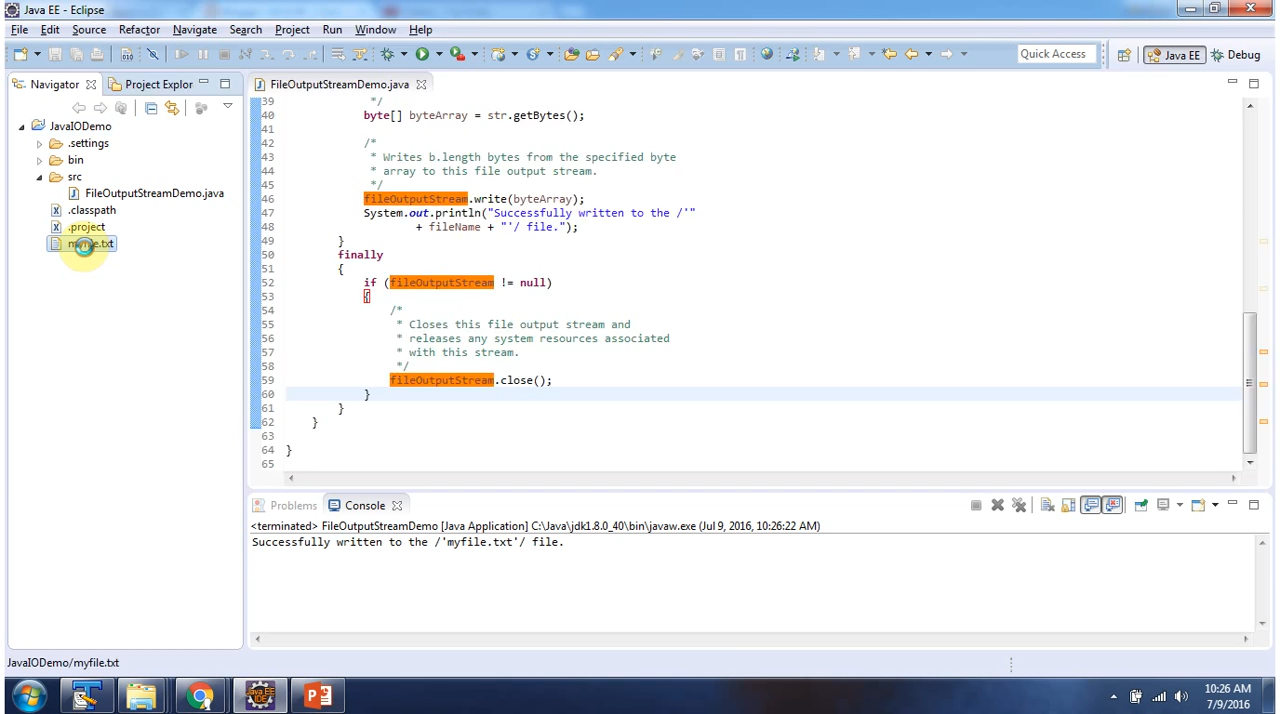 Java EE - Eclipse
File Edit Source Refactor Navigate Search Project Run Window Help
Quick Access Java EE Debug
Navigator Project Explor
FileOutputStreamDemo.java
JavaIODemo
.settings
bin
src
FileOutputStreamDemo.java
.classpath
.project
myfile.txt
39 */
40 byte[] byteArray = str.getBytes();
41
42 /*
43 * Writes b.length bytes from the specified byte
44 * array to this file output stream.
45 */
46 fileOutputStream.write(byteArray);
47 System.out.println("Successfully written to the /'"
48 + fileName + "'/ file.");
49 }
50 finally
51 {
52 if (fileOutputStream != null)
53 {
54 /*
55 * Closes this file output stream and
56 * releases any system resources associated
57 * with this stream.
58 */
59 fileOutputStream.close();
60 }
61 }
62 }
63
64 }
65
Problems Console
<terminated> FileOutputStreamDemo [Java Application] C:\Java\jdk1.8.0_40\bin\javaw.exe (Jul 9, 2016, 10:26:22 AM)
Successfully written to the /'myfile.txt'/ file.
JavaIODemo/myfile.txt
Java EE
IDE
10:26 AM
7/9/2016